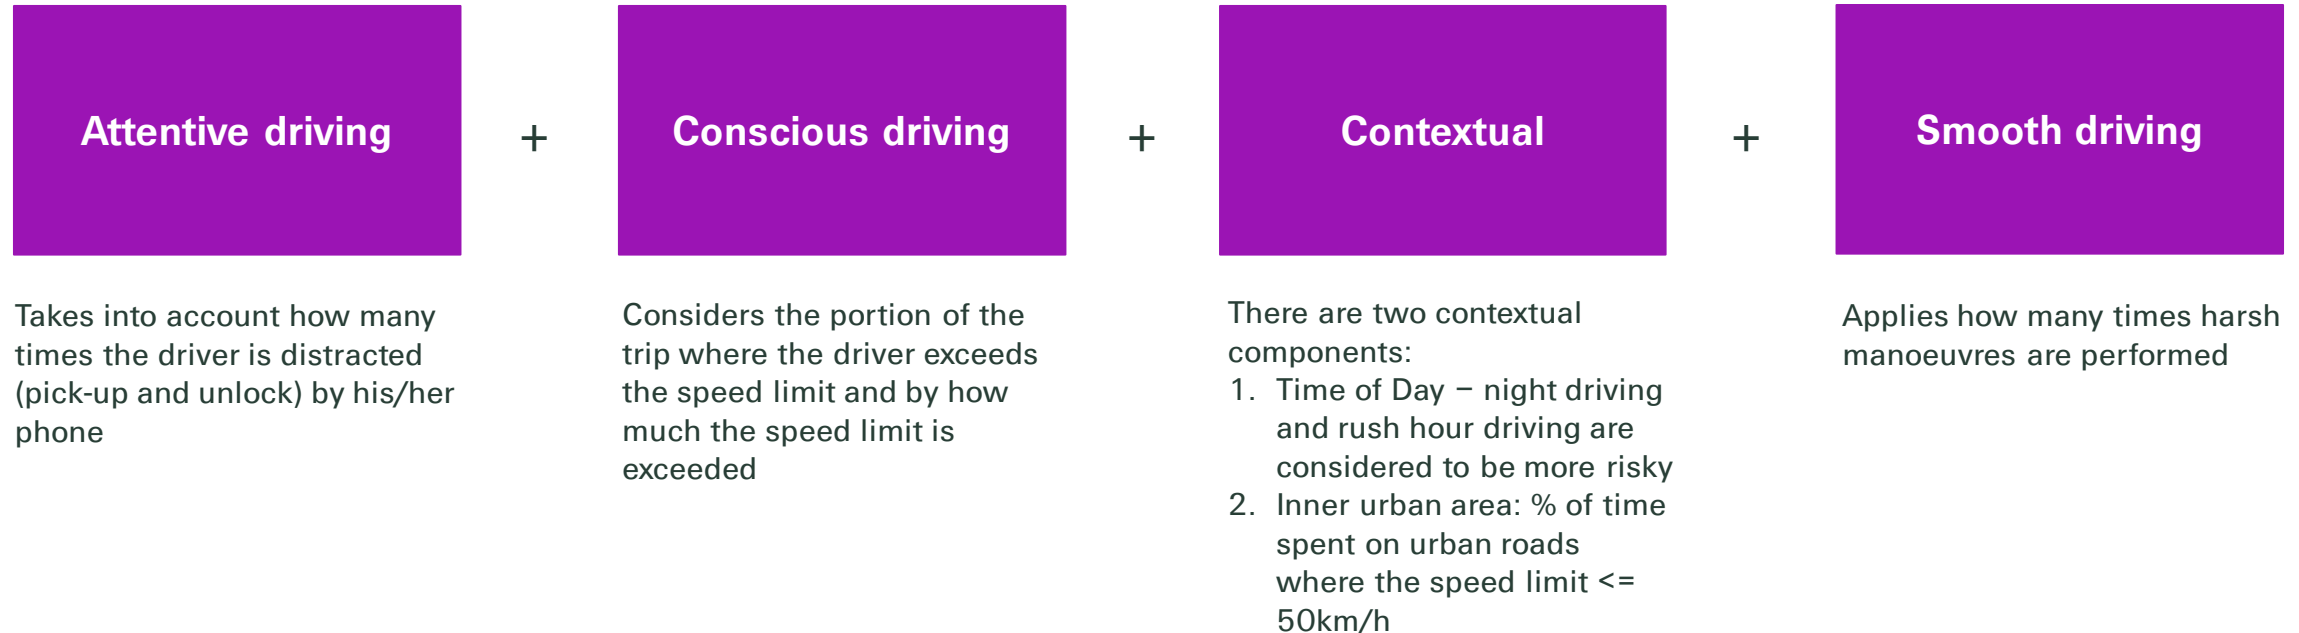 Attentive driving
+
Conscious driving
+
Contextual
+
Smooth driving
Takes into account how many
times the driver is distracted
(pick-up and unlock) by his/her
phone
Considers the portion of the
trip where the driver exceeds
the speed limit and by how
much the speed limit is
exceeded
There are two contextual
components:
1. Time of Day – night driving
and rush hour driving are
considered to be more risky
2. Inner urban area: % of time
spent on urban roads
where the speed limit <=
50km/h
Applies how many times harsh
manoeuvres are performed